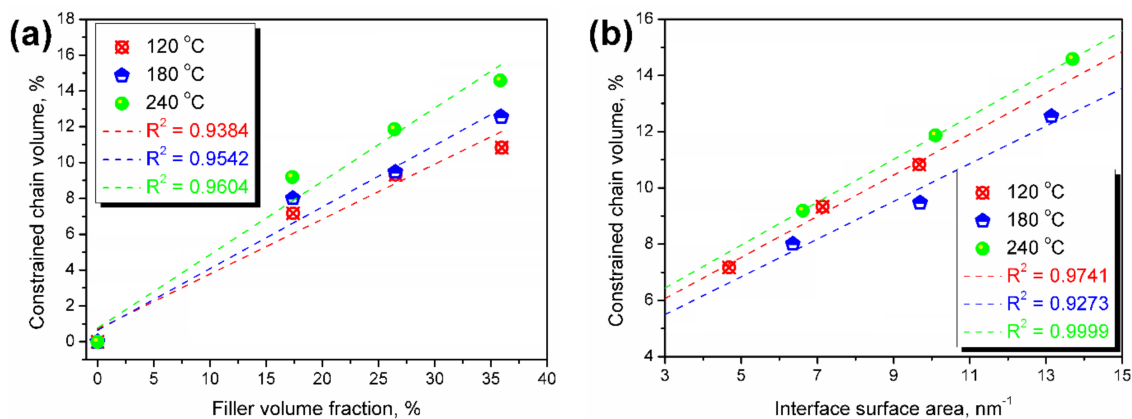 (a)
Constrained chain volume, %
18
16
14
12
10
8
6
4
2
0
120 °C
180 °C
240 °C
R² = 0.9384
R² = 0.9542
R² = 0.9604
0 5 10 15 20 25 30 35 40
Filler volume fraction, %
(b)
Constrained chain volume, %
16
14
12
10
8
6
4
120 °C
180 °C
240 °C
R² = 0.9741
R² = 0.9273
R² = 0.9999
3 5 7 9 11 13 15
Interface surface area, nm⁻¹